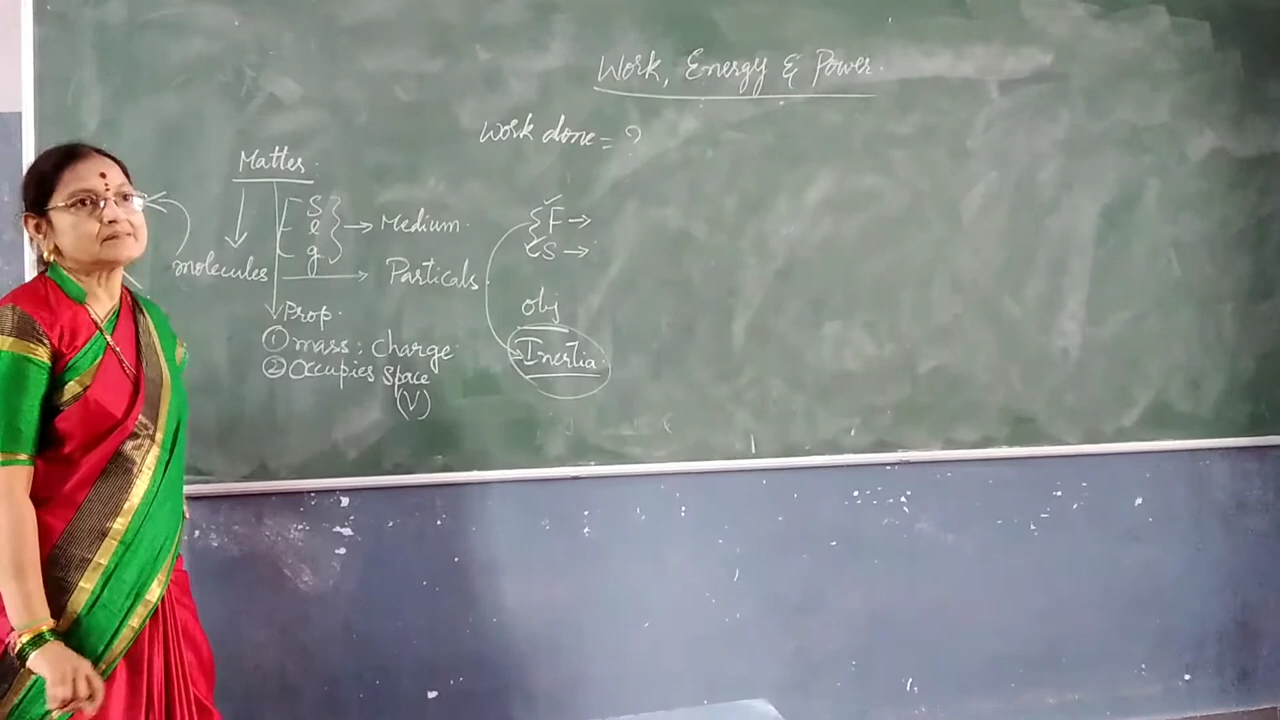 Work, Energy & Power.
Work done = ?
Matter.
S
l
g
→ Medium.
molecules
→ Particals
Prop.
① mass; charge
② Occupies space
(V)
F →
S →
obj
Inertia.